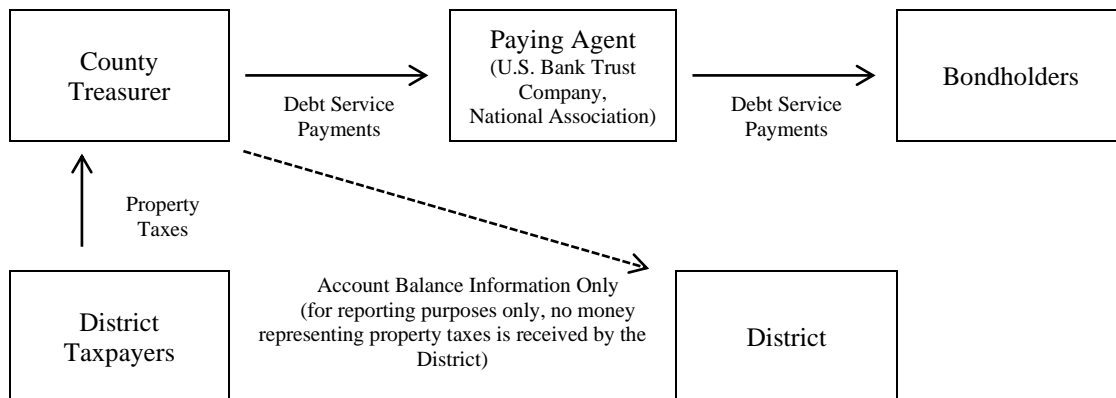 County
Treasurer
Debt Service
Payments
Paying Agent
(U.S. Bank Trust
Company,
National Association)
Debt Service
Payments
Bondholders
Property
Taxes
District
Taxpayers
Account Balance Information Only
(for reporting purposes only, no money
representing property taxes is received by the
District)
District